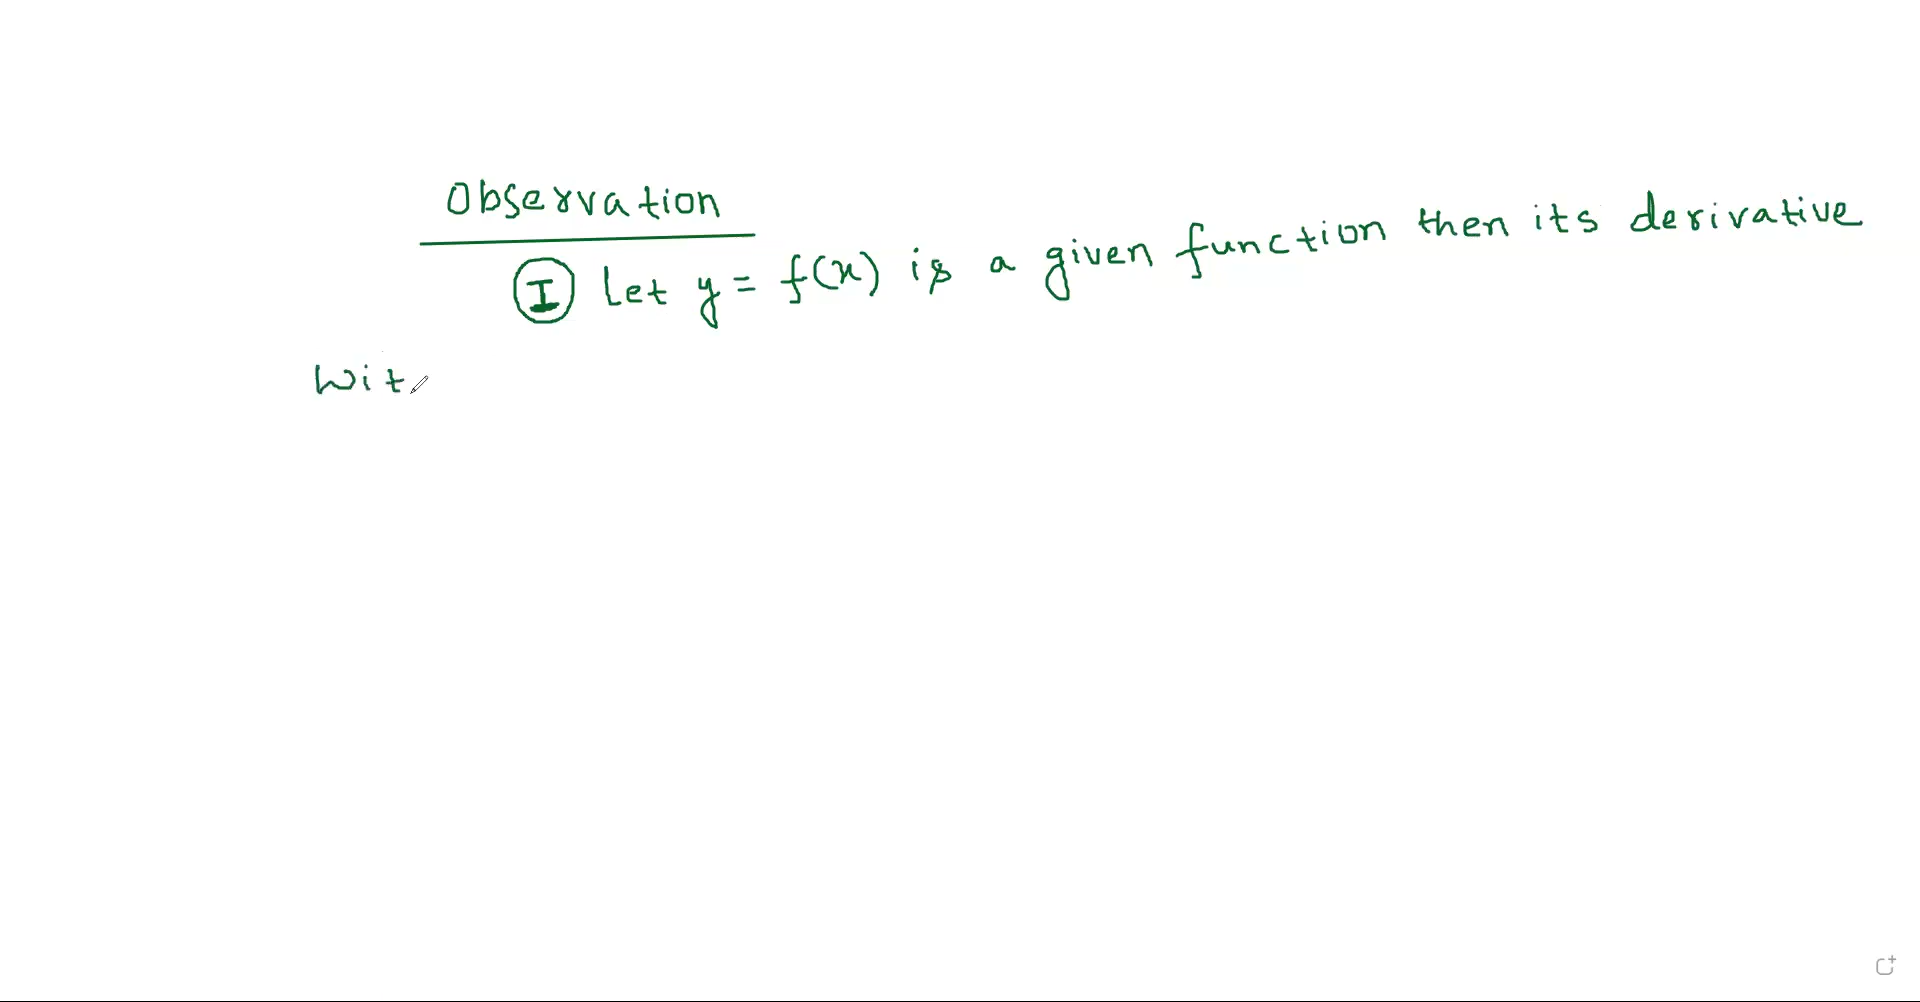 Observation
I Let y = f(x) is a given function then its derivative
wit